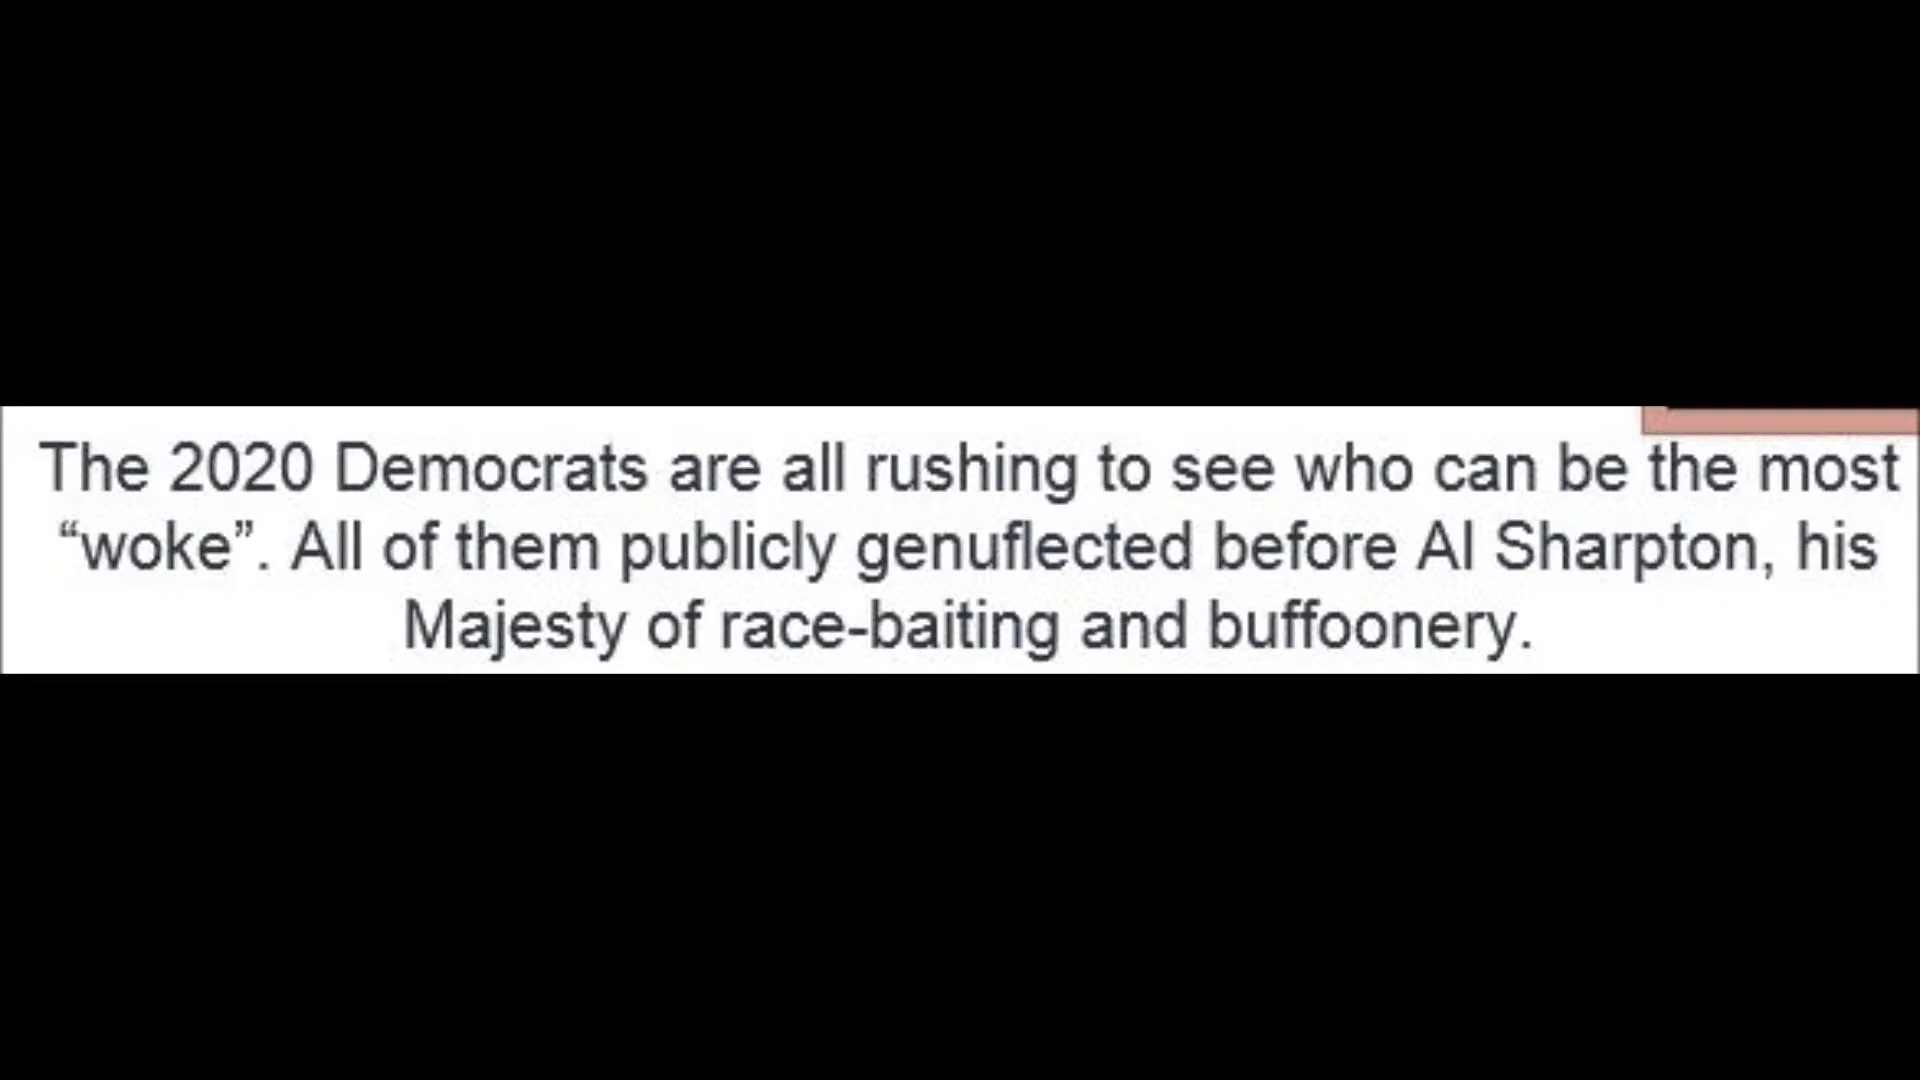 The 2020 Democrats are all rushing to see who can be the most
“woke”. All of them publicly genuflected before Al Sharpton, his
Majesty of race-baiting and buffoonery.